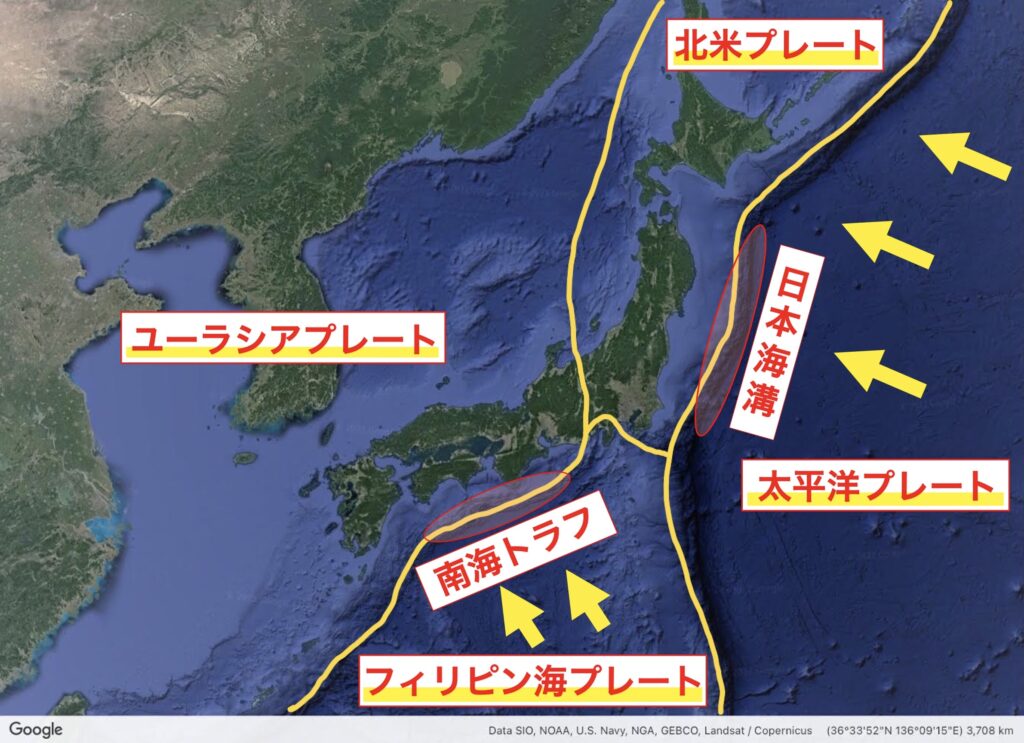 北米プレート
日本海溝
ユーラシアプレート
太平洋プレート
南海トラフ
フィリピン海プレート
Google
Data SIO, NOAA, U.S. Navy, NGA, GEBCO, Landsat / Copernicus (36°33'52"N 136°09'15"E) 3,708 km